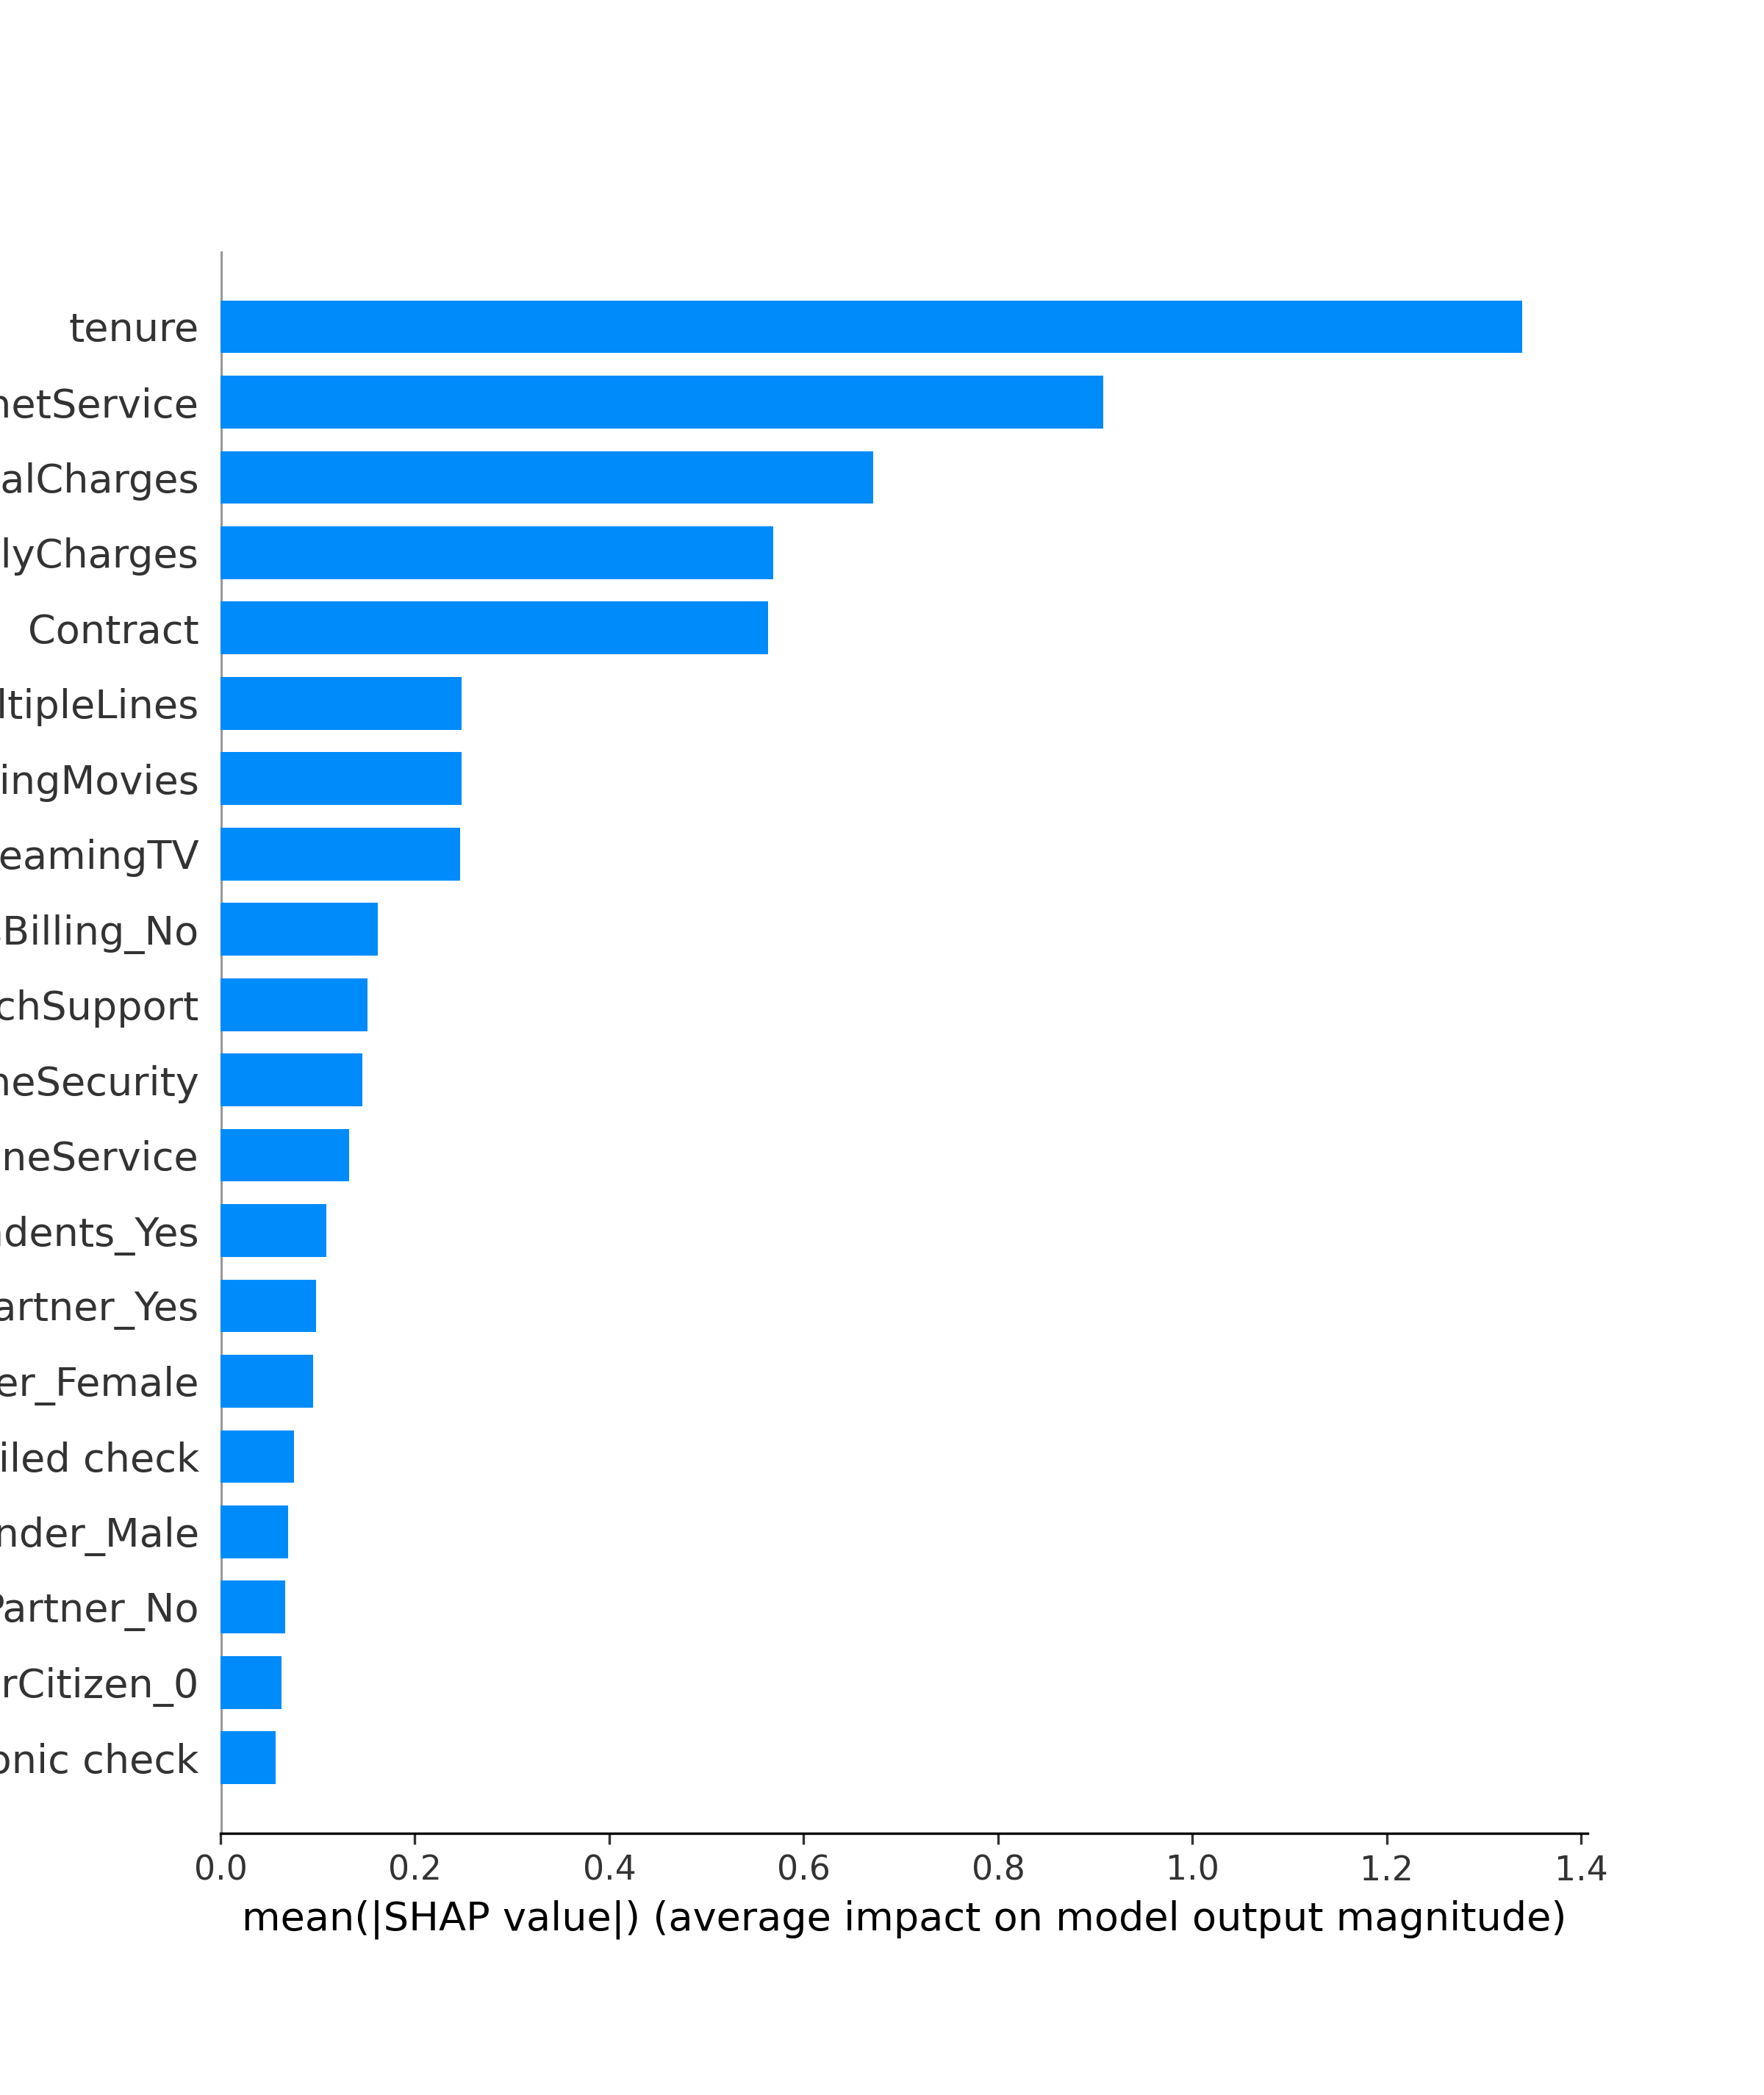 tenure
netService
alCharges
lyCharges
Contract
ltipleLines
ingMovies
eamingTV
Billing_No
chSupport
neSecurity
neService
dents_Yes
artner_Yes
er_Female
iled check
nder_Male
Partner_No
rCitizen_0
onic check
0.0 0.2 0.4 0.6 0.8 1.0 1.2 1.4
mean(|SHAP value|) (average impact on model output magnitude)